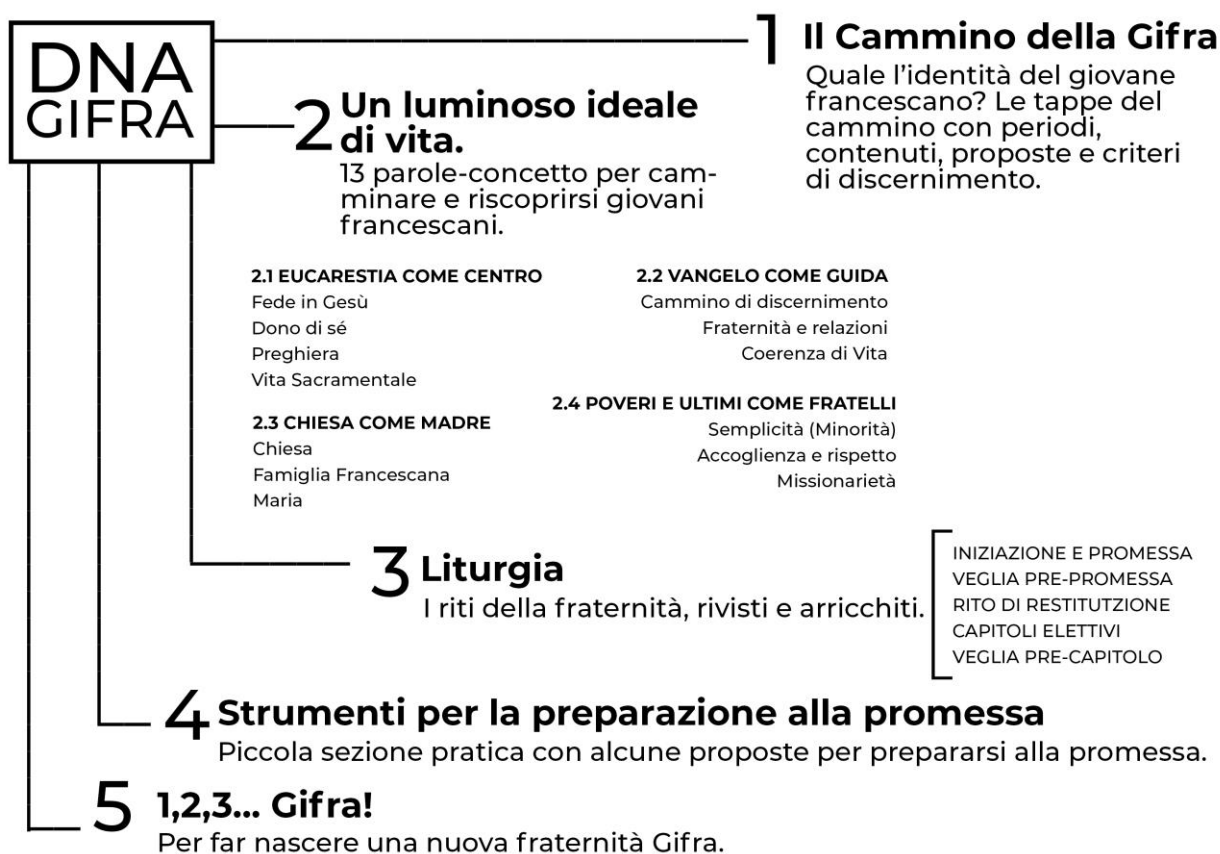 DNA
GIFRA
1 Il Cammino della Gifra
Quale l'identità del giovane
francescano? Le tappe del
cammino con periodi,
contenuti, proposte e criteri
di discernimento.
2 Un luminoso ideale
di vita.
13 parole-concetto per cam-
minare e riscoprirsi giovani
francescani.
2.1 EUCARESTIA COME CENTRO
Fede in Gesù
Dono di sé
Preghiera
Vita Sacramentale
2.2 VANGELO COME GUIDA
Cammino di discernimento
Fraternità e relazioni
Coerenza di Vita
2.3 CHIESA COME MADRE
Chiesa
Famiglia Francescana
Maria
2.4 POVERI E ULTIMI COME FRATELLI
Semplicità (Minorità)
Accoglienza e rispetto
Missionarietà
3 Liturgia
I riti della fraternità, rivisti e arricchiti.
INIZIAZIONE E PROMESSA
VEGLIA PRE-PROMESSA
RITO DI RESTITUTZIONE
CAPITOLI ELETTIVI
VEGLIA PRE-CAPITOLO
4 Strumenti per la preparazione alla promessa
Piccola sezione pratica con alcune proposte per prepararsi alla promessa.
5 1,2,3... Gifra!
Per far nascere una nuova fraternità Gifra.